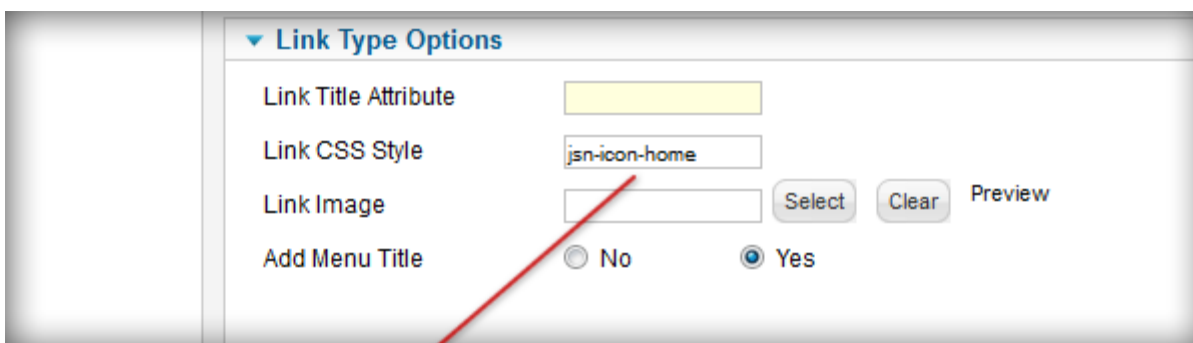 Link Type Options
Link Title Attribute
Link CSS Style jsn-icon-home
Link Image Select Clear Preview
Add Menu Title No Yes